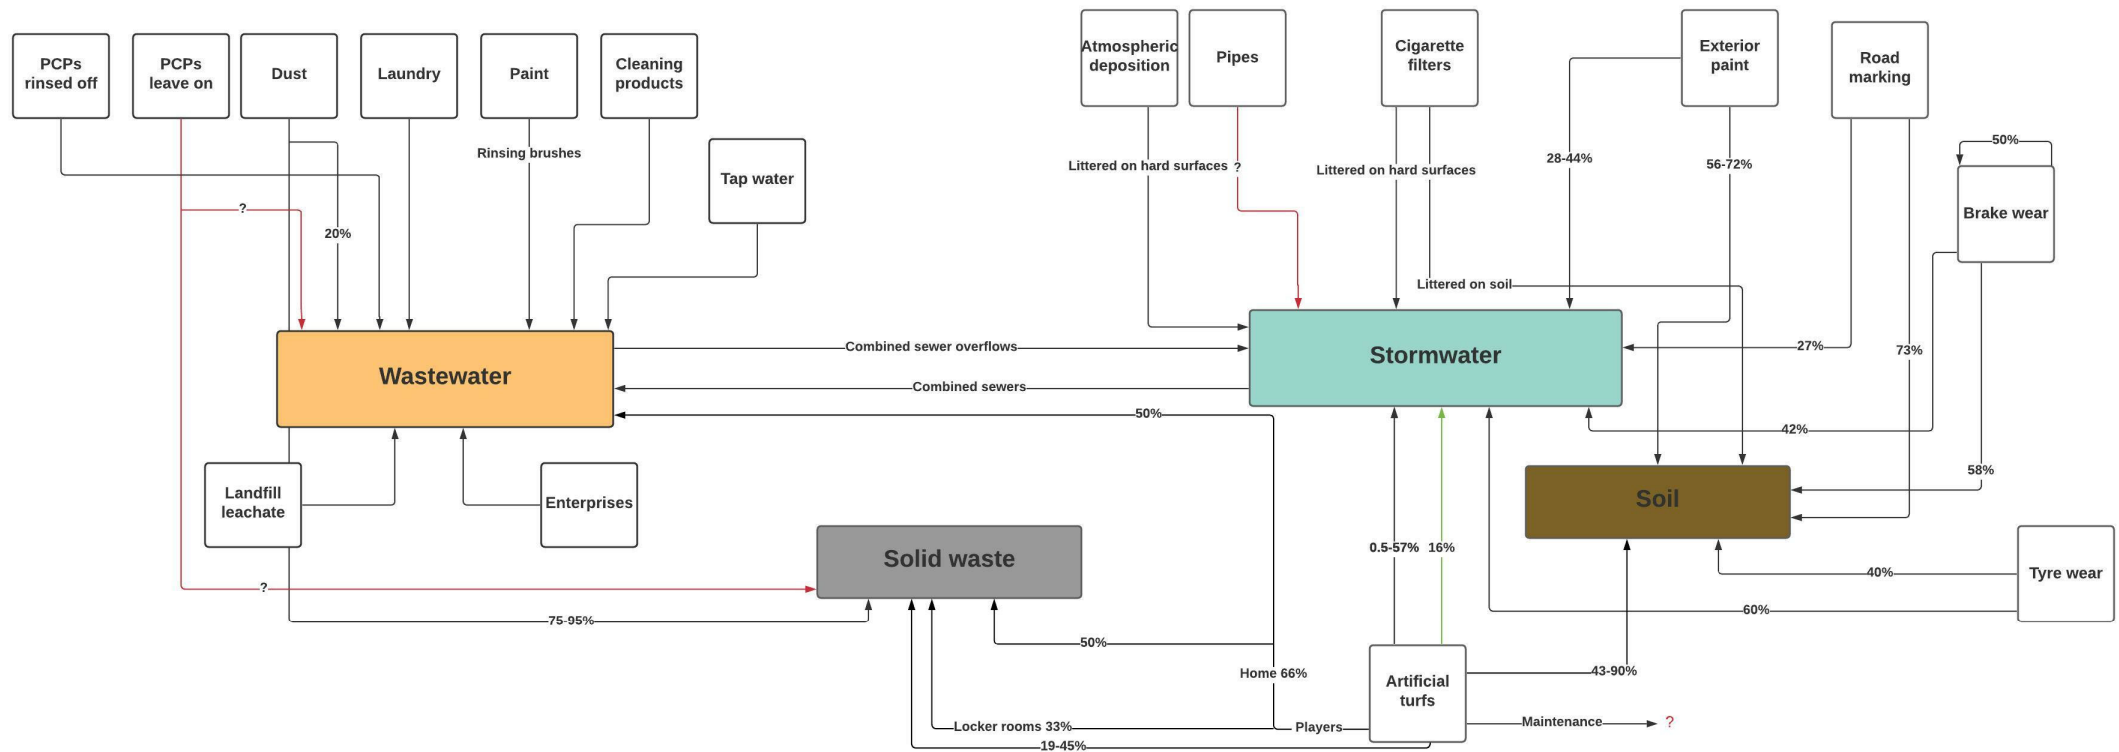 Atmospheric
deposition
Pipes
Cigarette
filters
Exterior
paint
Road
marking
PCPs
rinsed off
PCPs
leave on
Dust
Laundry
Paint
Cleaning
products
Rinsing brushes
Tap water
Littered on hard surfaces
?
Littered on hard surfaces
28-44%
56-72%
50%
Brake wear
?
20%
Littered on soil
Combined sewer overflows
Stormwater
27%
73%
Wastewater
Combined sewers
50%
42%
58%
Landfill
leachate
Enterprises
Soil
Solid waste
0.5-57%
16%
40%
Tyre wear
?
75-95%
60%
50%
Home 66%
43-90%
Artificial
turfs
Locker rooms 33%
Players
Maintenance
?
19-45%